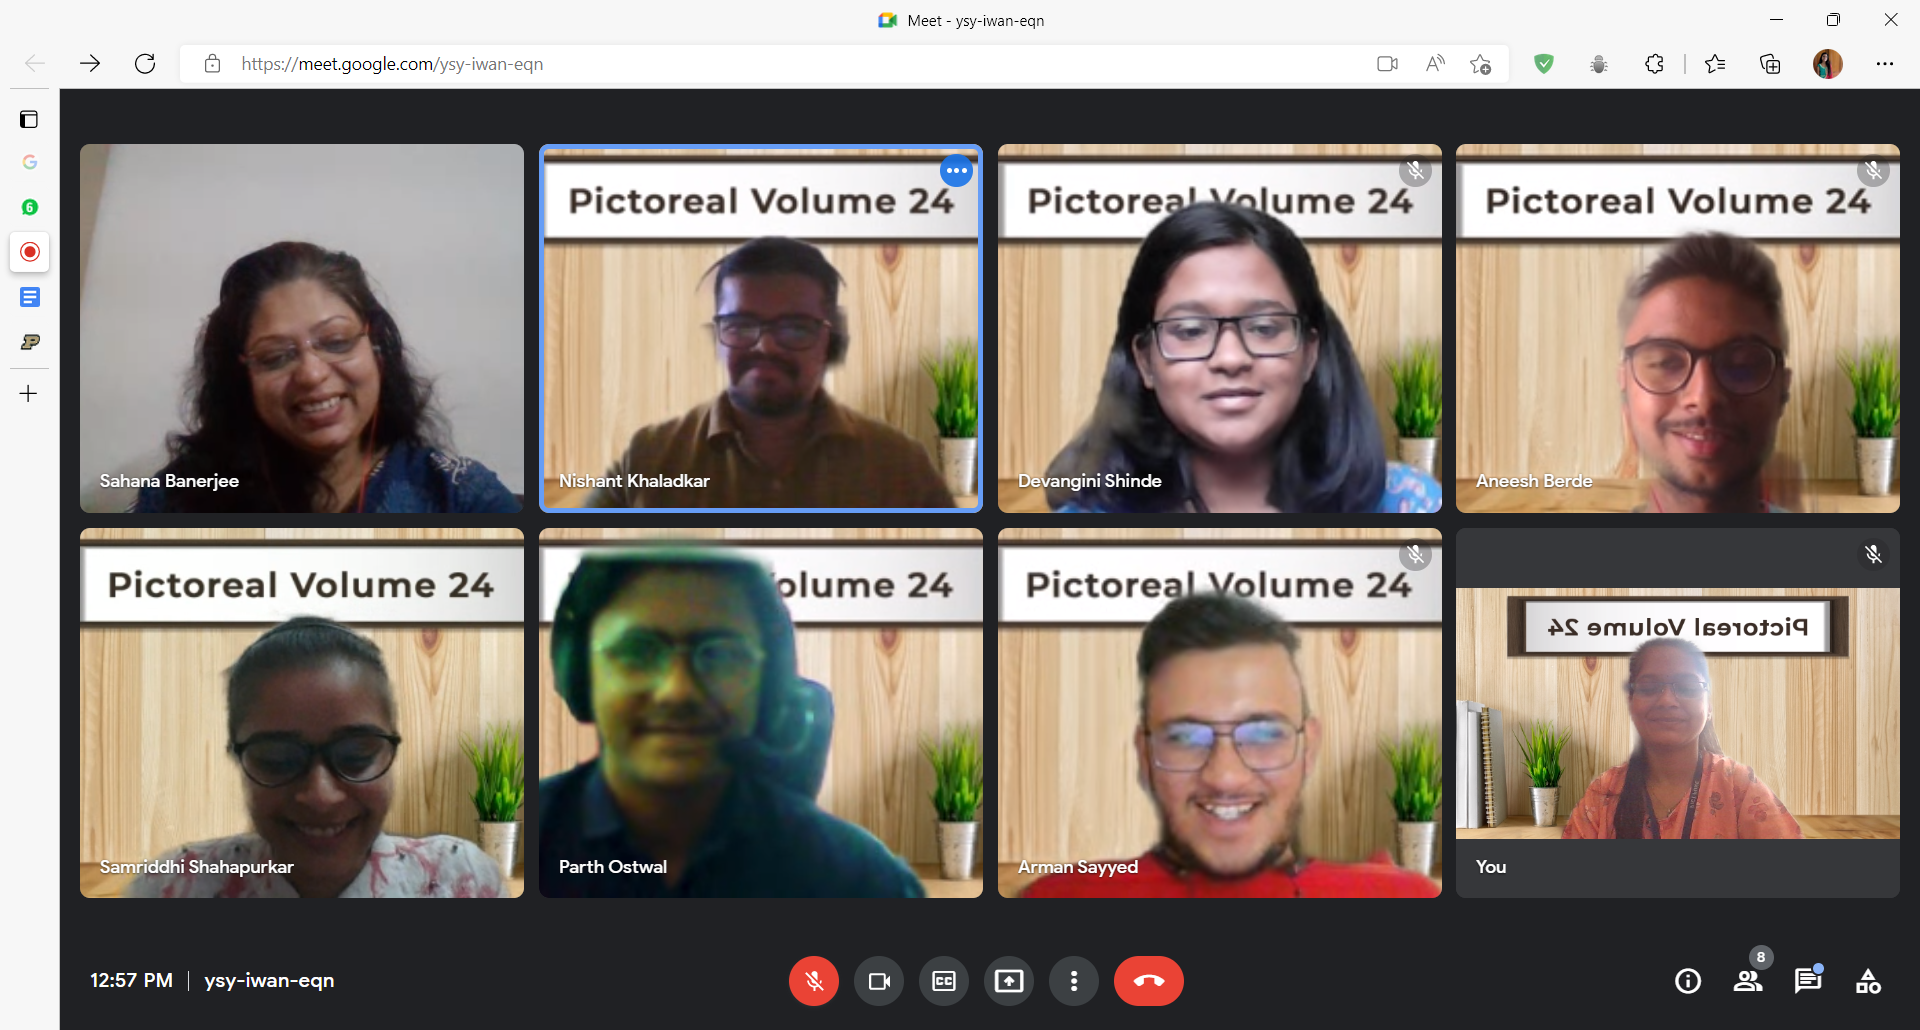 Meet - ysy-iwan-eqn
https://meet.google.com/ysy-iwan-eqn
6
Sahana Banerjee
Pictoreal Volume 24
Nishant Khaladkar
Pictoreal Volume 24
Devangini Shinde
Pictoreal Volume 24
Aneesh Berde
Pictoreal Volume 24
Samriddhi Shahapurkar
olume 24
Parth Ostwal
Pictoreal Volume 24
Arman Sayyed
Pictoreal Volume 24
You
12:57 PM | ysy-iwan-eqn
CC
8